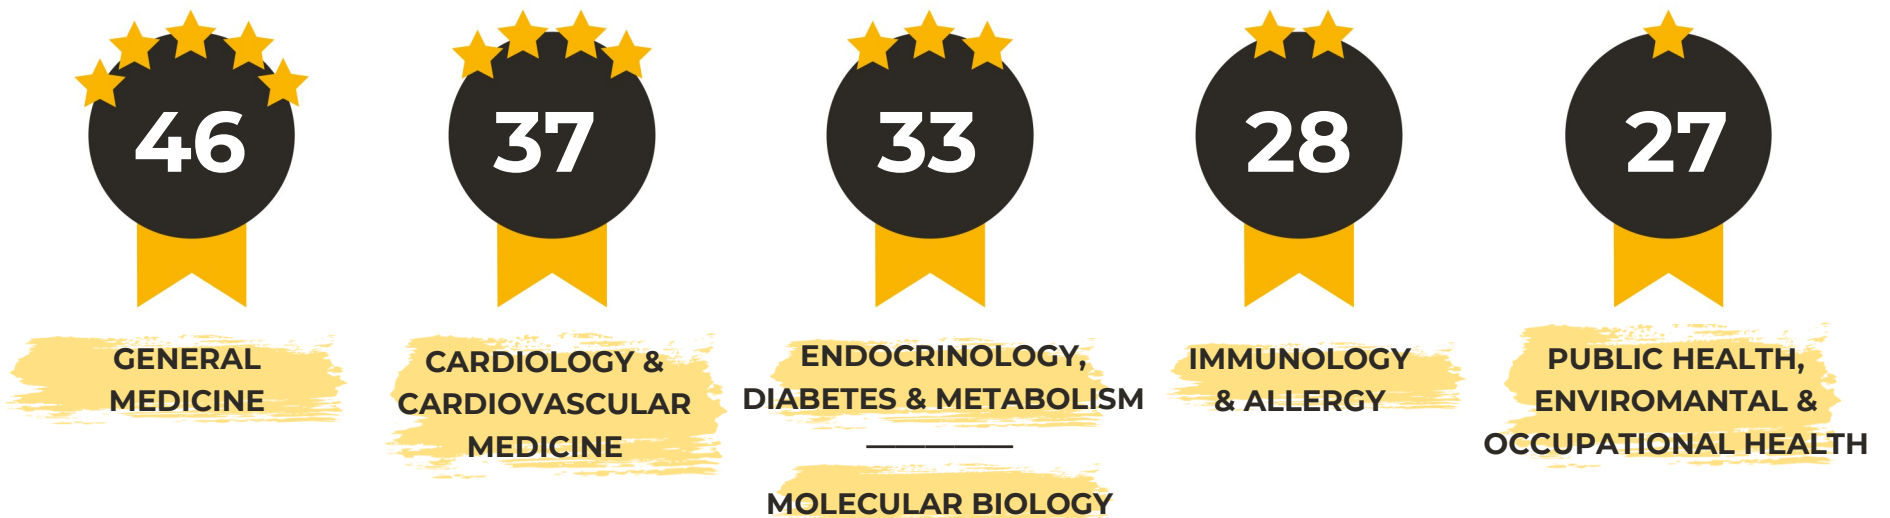 46
GENERAL
MEDICINE
37
CARDIOLOGY &
CARDIOVASCULAR
MEDICINE
33
ENDOCRINOLOGY,
DIABETES & METABOLISM
MOLECULAR BIOLOGY
28
IMMUNOLOGY
& ALLERGY
27
PUBLIC HEALTH,
ENVIROMANTAL &
OCCUPATIONAL HEALTH